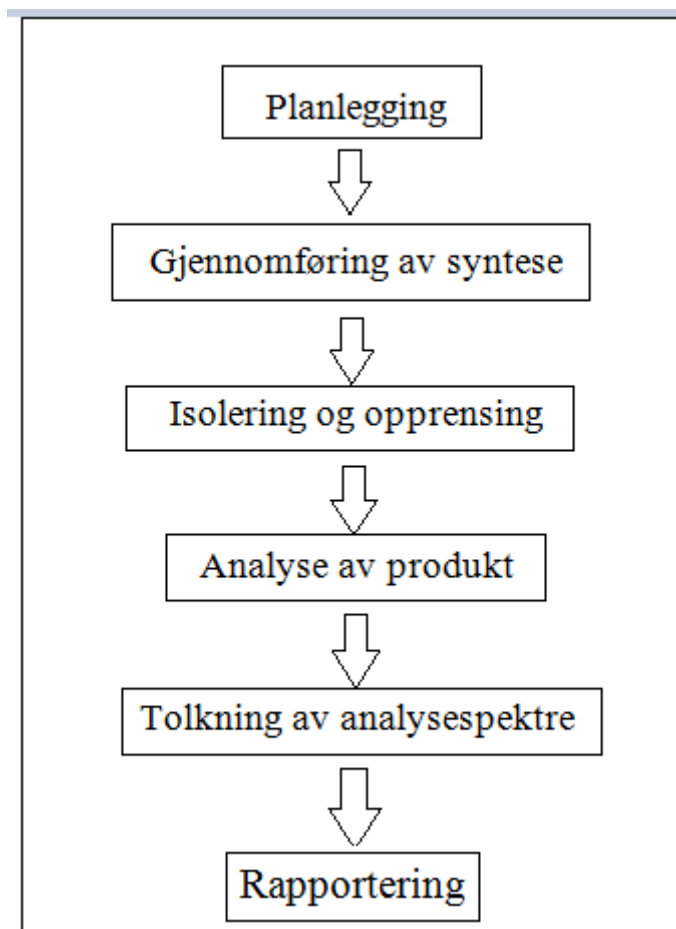 Planlegging
Gjennomføring av syntese
Isolering og opprensing
Analyse av produkt
Tolkning av analysespektre
Rapportering